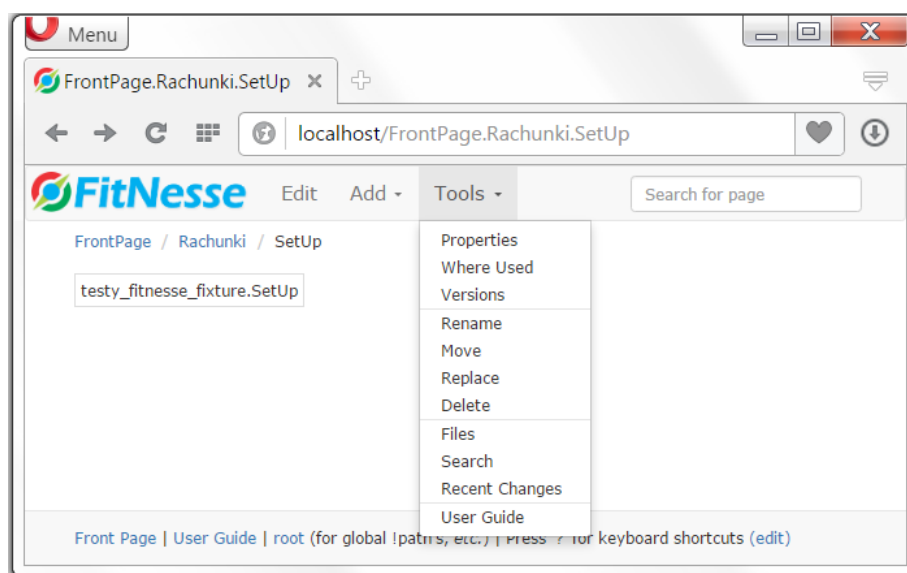 Menu
FrontPage.Rachunki.SetUp
localhost/FrontPage.Rachunki.SetUp
FitNesse Edit Add Tools Search for page
FrontPage / Rachunki / SetUp
testy_fitnesse_fixture.SetUp
Properties
Where Used
Versions
Rename
Move
Replace
Delete
Files
Search
Recent Changes
User Guide
Front Page | User Guide | root (for global !path's, etc.) | Press '?' for keyboard shortcuts (edit)